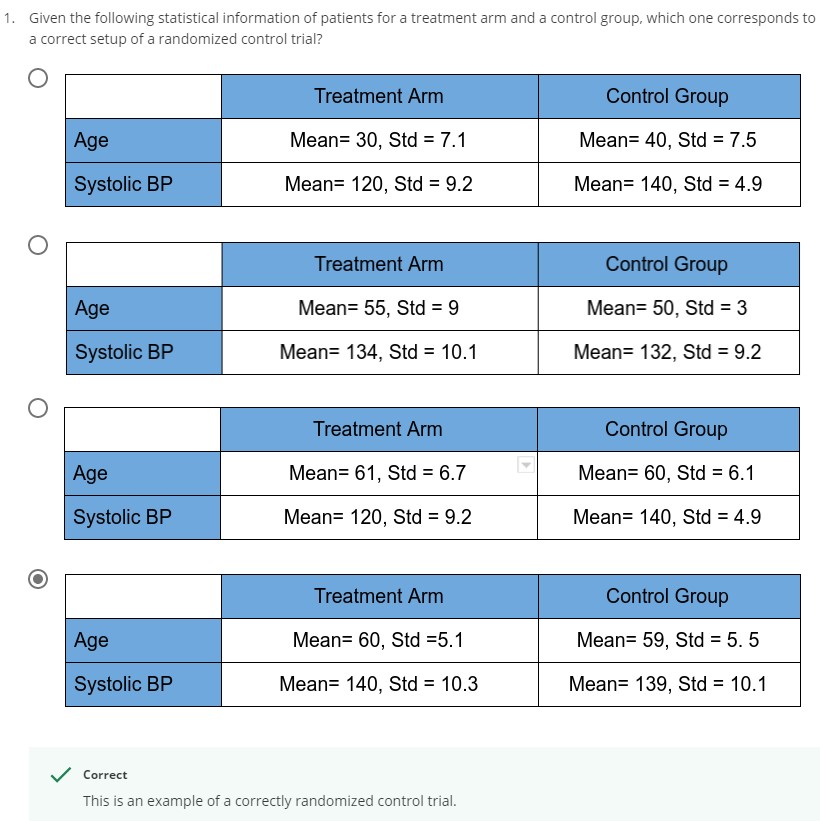 1. Given the following statistical information of patients for a treatment arm and a control group, which one corresponds to
a correct setup of a randomized control trial?
Treatment Arm Control Group
Age Mean= 30, Std = 7.1 Mean= 40, Std = 7.5
Systolic BP Mean= 120, Std = 9.2 Mean= 140, Std = 4.9
Treatment Arm Control Group
Age Mean= 55, Std = 9 Mean= 50, Std = 3
Systolic BP Mean= 134, Std = 10.1 Mean= 132, Std = 9.2
Treatment Arm Control Group
Age Mean= 61, Std = 6.7 Mean= 60, Std = 6.1
Systolic BP Mean= 120, Std = 9.2 Mean= 140, Std = 4.9
Treatment Arm Control Group
Age Mean= 60, Std =5.1 Mean= 59, Std = 5. 5
Systolic BP Mean= 140, Std = 10.3 Mean= 139, Std = 10.1
Correct
This is an example of a correctly randomized control trial.